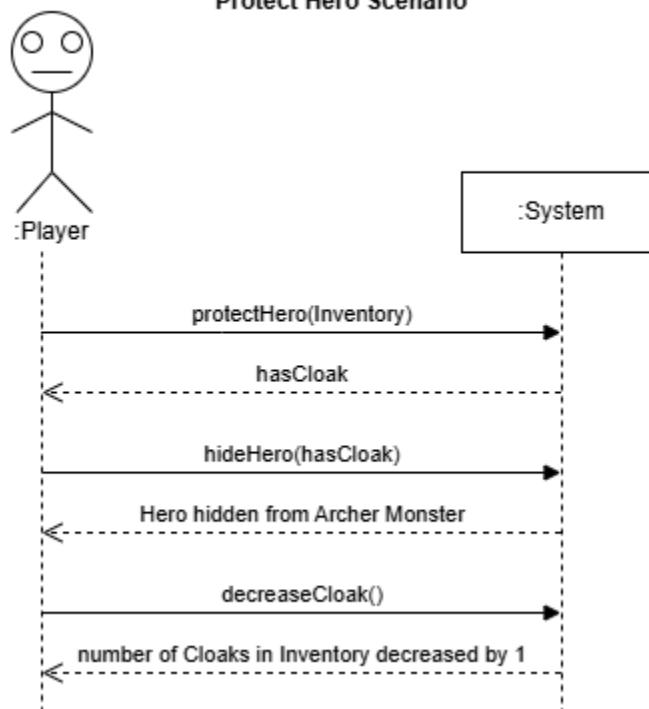 Protect Hero Scenario
:Player
:System
protectHero(Inventory)
hasCloak
hideHero(hasCloak)
Hero hidden from Archer Monster
decreaseCloak()
number of Cloaks in Inventory decreased by 1